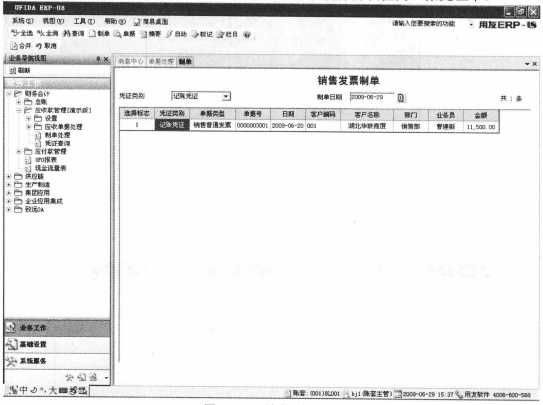 UFIDA ERP-U8
系统(S) 视图(V) 工具(T) 帮助(O) 简易桌面
请输入您要搜索的功能 用友ERP-U8
全选 全消 查询 制单 单据 摘要 自动 标记 栏目
合并 取消
业务导航视图
消息中心 单据处理 制单
刷新
财务会计
总账
应收款管理[演示版]
设置
应收单据处理
制单处理
凭证查询
应付款管理
UFO报表
现金流量表
供应链
生产制造
集团应用
企业应用集成
致远OA
销售发票制单
凭证类别 记账凭证 制单日期 2009-06-29 共：条
选择标志 凭证类别 单据类型 单据号 日期 客户编码 客户名称 部门 业务员 金额
1 记账凭证 销售普通发票 0000000001 2009-06-20 001 湖北华联商厦 销售部 11,500.00
业务工作
基础设置
系统服务
中 大
账套: (001)BL001 bj1(账套主管) 2009-06-29 15:37 用友软件 4006-600-588